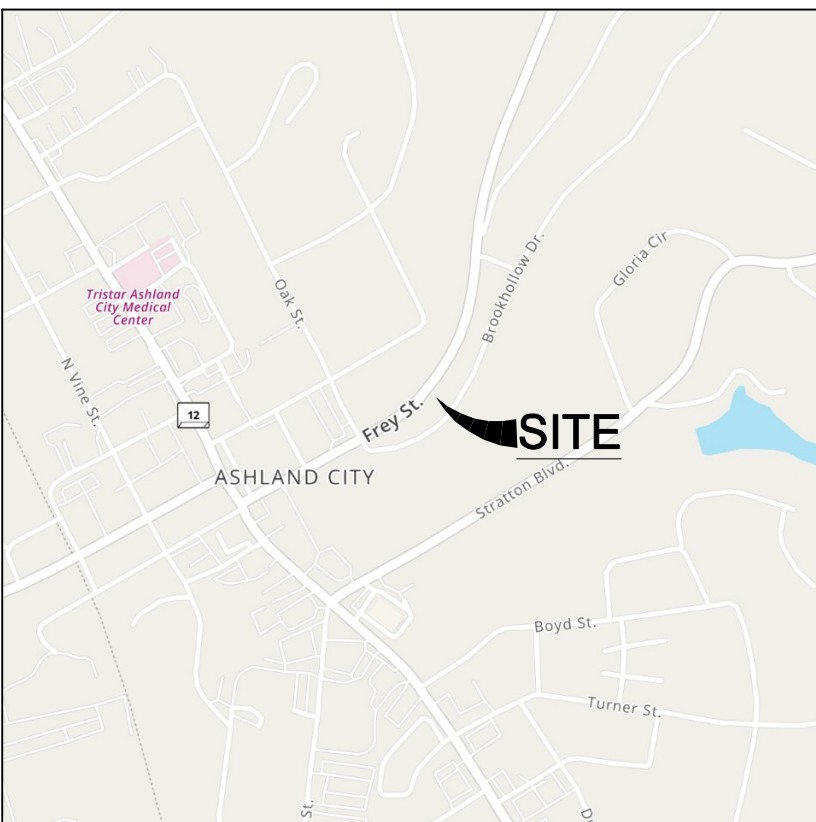 Gloria Cir
Brookhollow Dr.
Oak St.
Tristar Ashland
City Medical
Center
N Vine St.
12
Frey St.
SITE
ASHLAND CITY
Stratton Blvd.
Boyd St.
Turner St.
St.